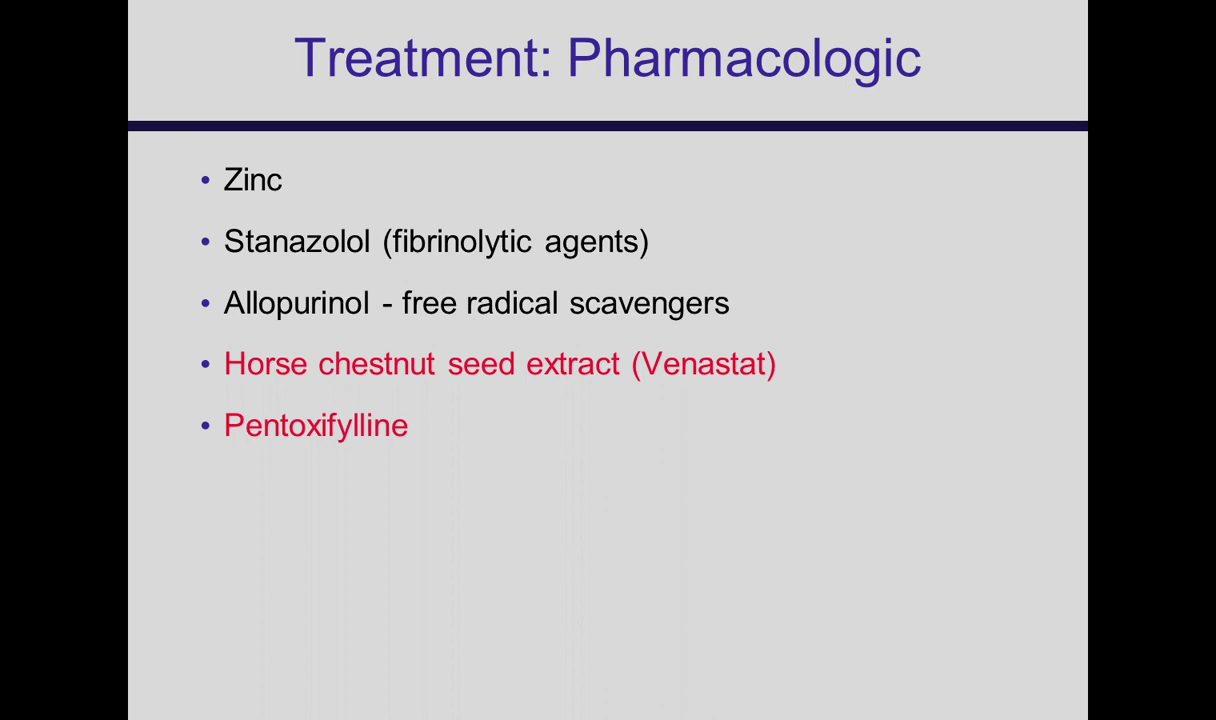 Treatment: Pharmacologic
• Zinc
• Stanazolol (fibrinolytic agents)
• Allopurinol - free radical scavengers
• Horse chestnut seed extract (Venastat)
• Pentoxifylline